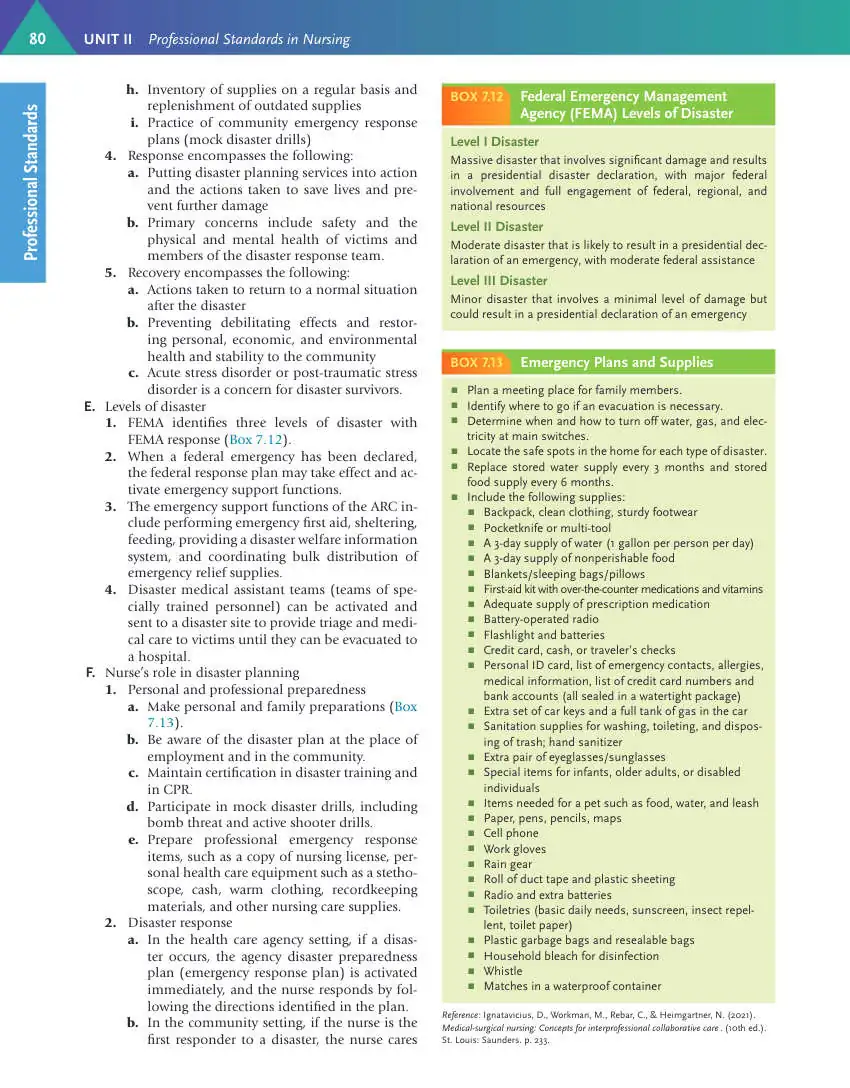 80 UNIT II Professional Standards in Nursing
Professional Standards
h. Inventory of supplies on a regular basis and
replenishment of outdated supplies
i. Practice of community emergency response
plans (mock disaster drills)
4. Response encompasses the following:
a. Putting disaster planning services into action
and the actions taken to save lives and pre-
vent further damage
b. Primary concerns include safety and the
physical and mental health of victims and
members of the disaster response team.
5. Recovery encompasses the following:
a. Actions taken to return to a normal situation
after the disaster
b. Preventing debilitating effects and restor-
ing personal, economic, and environmental
health and stability to the community
c. Acute stress disorder or post-traumatic stress
disorder is a concern for disaster survivors.
E. Levels of disaster
1. FEMA identifies three levels of disaster with
FEMA response (Box 7.12).
2. When a federal emergency has been declared,
the federal response plan may take effect and ac-
tivate emergency support functions.
3. The emergency support functions of the ARC in-
clude performing emergency first aid, sheltering,
feeding, providing a disaster welfare information
system, and coordinating bulk distribution of
emergency relief supplies.
4. Disaster medical assistant teams (teams of spe-
cially trained personnel) can be activated and
sent to a disaster site to provide triage and medi-
cal care to victims until they can be evacuated to
a hospital.
F. Nurse's role in disaster planning
1. Personal and professional preparedness
a. Make personal and family preparations (Box
7.13).
b. Be aware of the disaster plan at the place of
employment and in the community.
c. Maintain certification in disaster training and
in CPR.
d. Participate in mock disaster drills, including
bomb threat and active shooter drills.
e. Prepare professional emergency response
items, such as a copy of nursing license, per-
sonal health care equipment such as a stetho-
scope, cash, warm clothing, recordkeeping
materials, and other nursing care supplies.
2. Disaster response
a. In the health care agency setting, if a disas-
ter occurs, the agency disaster preparedness
plan (emergency response plan) is activated
immediately, and the nurse responds by fol-
lowing the directions identified in the plan.
b. In the community setting, if the nurse is the
first responder to a disaster, the nurse cares
BOX 7.12 Federal Emergency Management
Agency (FEMA) Levels of Disaster
Level I Disaster
Massive disaster that involves significant damage and results
in a presidential disaster declaration, with major federal
involvement and full engagement of federal, regional, and
national resources
Level II Disaster
Moderate disaster that is likely to result in a presidential dec-
laration of an emergency, with moderate federal assistance
Level III Disaster
Minor disaster that involves a minimal level of damage but
could result in a presidential declaration of an emergency
BOX 7.13 Emergency Plans and Supplies
■ Plan a meeting place for family members.
■ Identify where to go if an evacuation is necessary.
■ Determine when and how to turn off water, gas, and elec-
tricity at main switches.
■ Locate the safe spots in the home for each type of disaster.
■ Replace stored water supply every 3 months and stored
food supply every 6 months.
■ Include the following supplies:
■ Backpack, clean clothing, sturdy footwear
■ Pocketknife or multi-tool
■ A 3-day supply of water (1 gallon per person per day)
■ A 3-day supply of nonperishable food
■ Blankets/sleeping bags/pillows
■ First-aid kit with over-the-counter medications and vitamins
■ Adequate supply of prescription medication
■ Battery-operated radio
■ Flashlight and batteries
■ Credit card, cash, or traveler's checks
■ Personal ID card, list of emergency contacts, allergies,
medical information, list of credit card numbers and
bank accounts (all sealed in a watertight package)
■ Extra set of car keys and a full tank of gas in the car
■ Sanitation supplies for washing, toileting, and dispos-
ing of trash; hand sanitizer
■ Extra pair of eyeglasses/sunglasses
■ Special items for infants, older adults, or disabled
individuals
■ Items needed for a pet such as food, water, and leash
■ Paper, pens, pencils, maps
■ Cell phone
■ Work gloves
■ Rain gear
■ Roll of duct tape and plastic sheeting
■ Radio and extra batteries
■ Toiletries (basic daily needs, sunscreen, insect repel-
lent, toilet paper)
■ Plastic garbage bags and resealable bags
■ Household bleach for disinfection
■ Whistle
■ Matches in a waterproof container
Reference: Ignatavicius, D., Workman, M., Rebar, C., & Heimgartner, N. (2021).
Medical-surgical nursing: Concepts for interprofessional collaborative care . (10th ed.).
St. Louis: Saunders. p. 233.